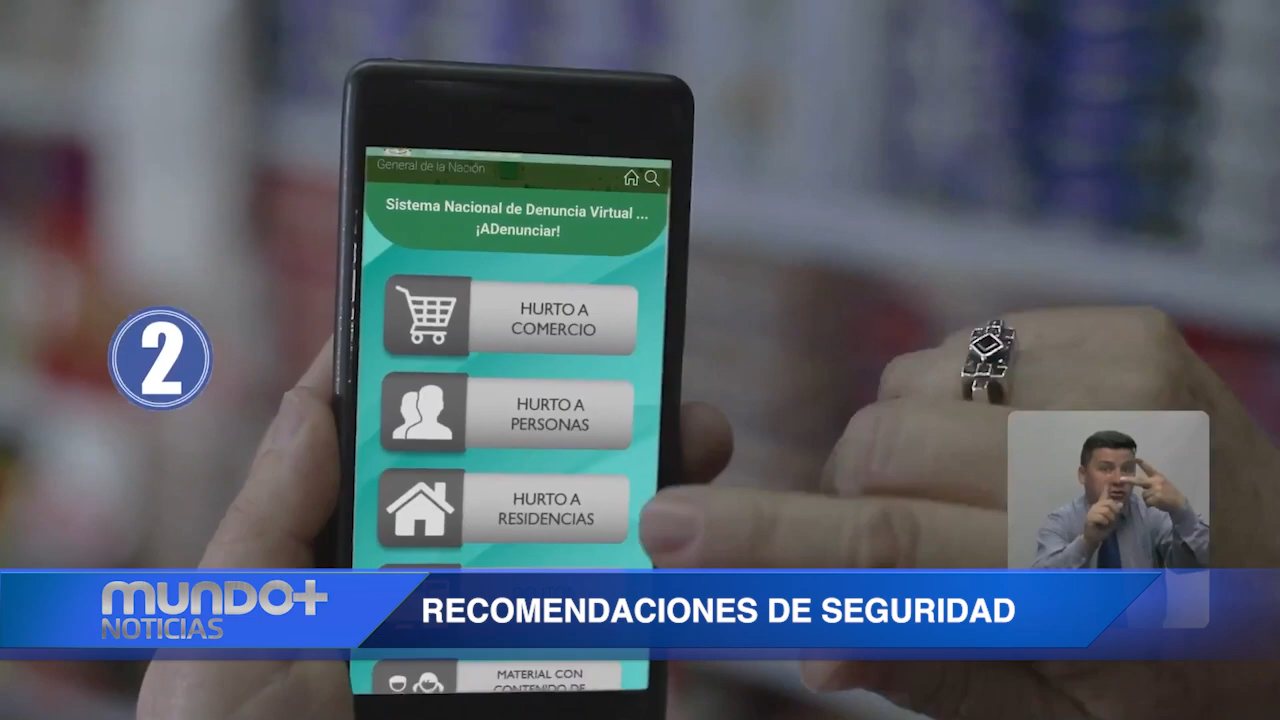 General de la Nación
Sistema Nacional de Denuncia Virtual ...
¡ADenunciar!
HURTO A
COMERCIO
HURTO A
PERSONAS
HURTO A
RESIDENCIAS
2
MUNDO+
NOTICIAS
RECOMENDACIONES DE SEGURIDAD
MATERIAL CON
CONTENIDO DE